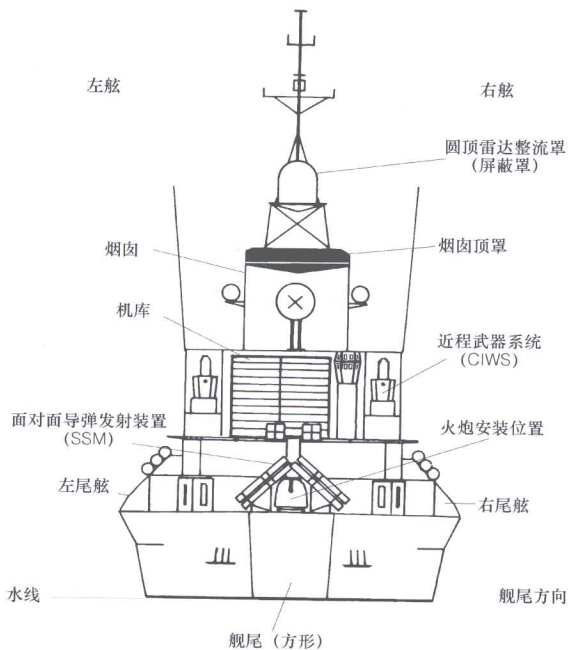 左舷
右舷
圆顶雷达整流罩
(屏蔽罩)
烟囱
烟囱顶罩
机库
近程武器系统
(CIWS)
面对面导弹发射装置
(SSM)
火炮安装位置
左尾舷
右尾舷
水线
舰尾方向
舰尾(方形)